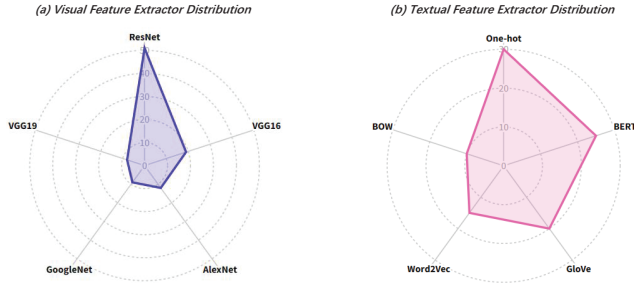 (a) Visual Feature Extractor Distribution
ResNet
50
40
30
20
10
0
VGG19
VGG16
GoogleNet
AlexNet
(b) Textual Feature Extractor Distribution
One-hot
30
20
10
0
BOW
BERT
Word2Vec
GloVe